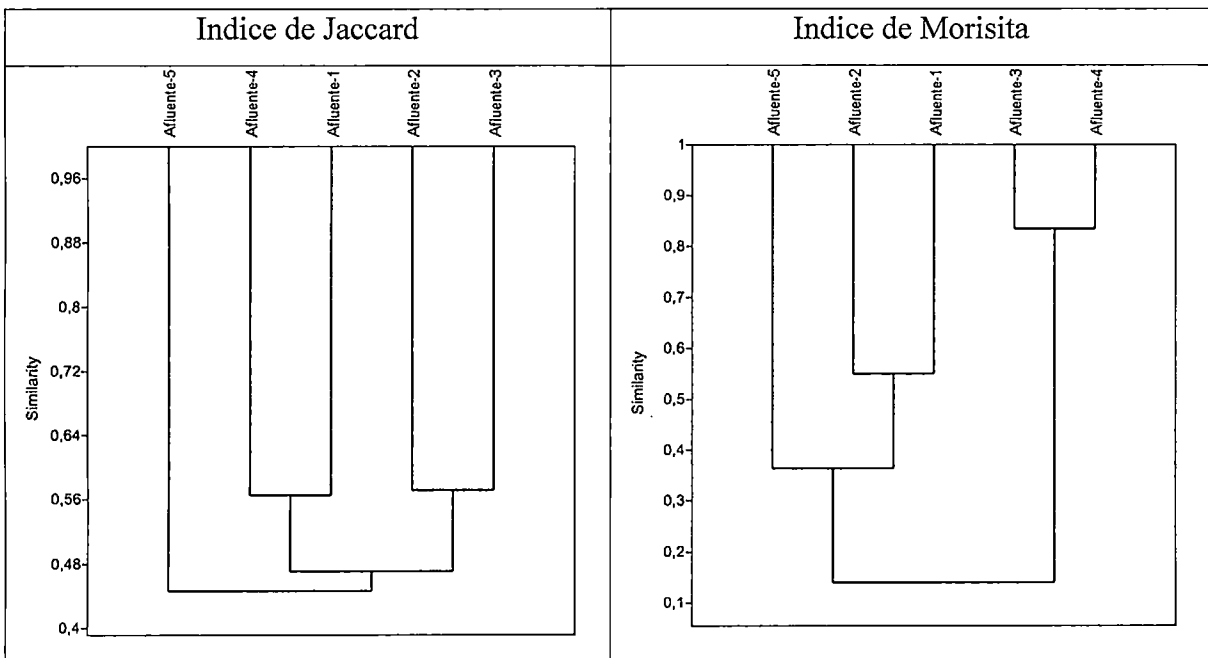 Indice de Jaccard
Afluente-5
Afluente-4
Afluente-1
Afluente-2
Afluente-3
0,96
0,88
0,8
0,72
0,64
0,56
0,48
0,4
Similarity
Indice de Morisita
Afluente-5
Afluente-2
Afluente-1
Afluente-3
Afluente-4
1
0,9
0,8
0,7
0,6
0,5
0,4
0,3
0,2
0,1
Similarity